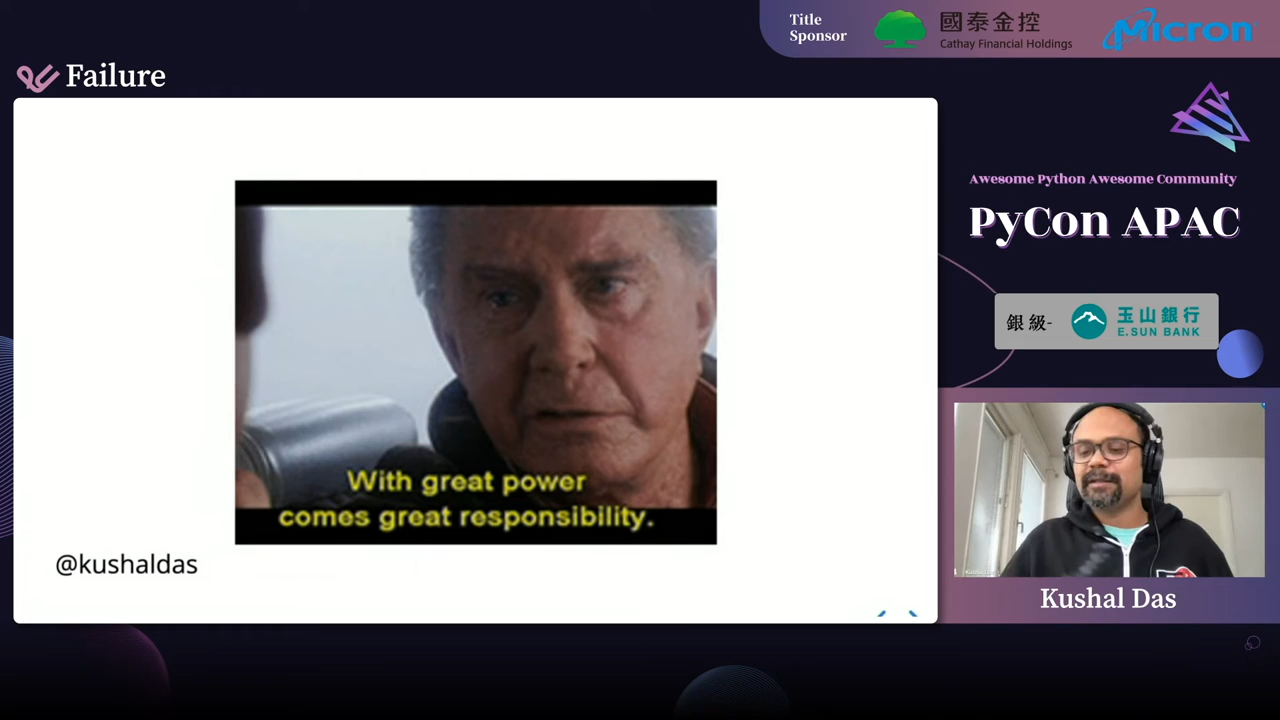 Title
Sponsor
國泰金控
Cathay Financial Holdings
Micron
Failure
Awesome Python Awesome Community
PyCon APAC
銀級-
玉山銀行
E.SUN BANK
With great power
comes great responsibility.
@kushaldas
Kushal Das